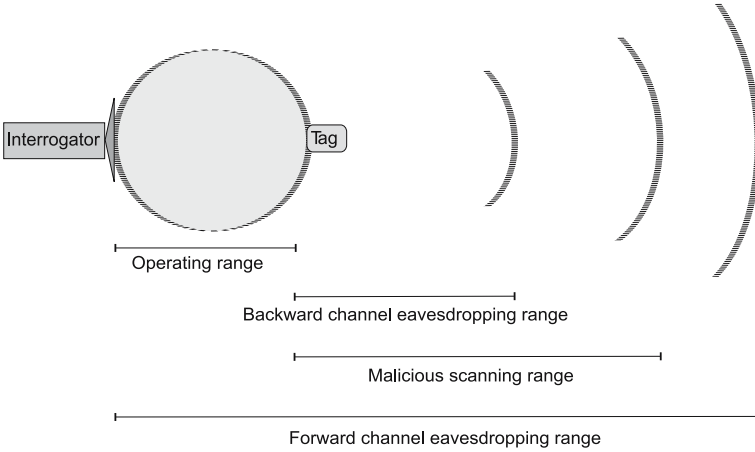 Interrogator
Tag
Operating range
Backward channel eavesdropping range
Malicious scanning range
Forward channel eavesdropping range